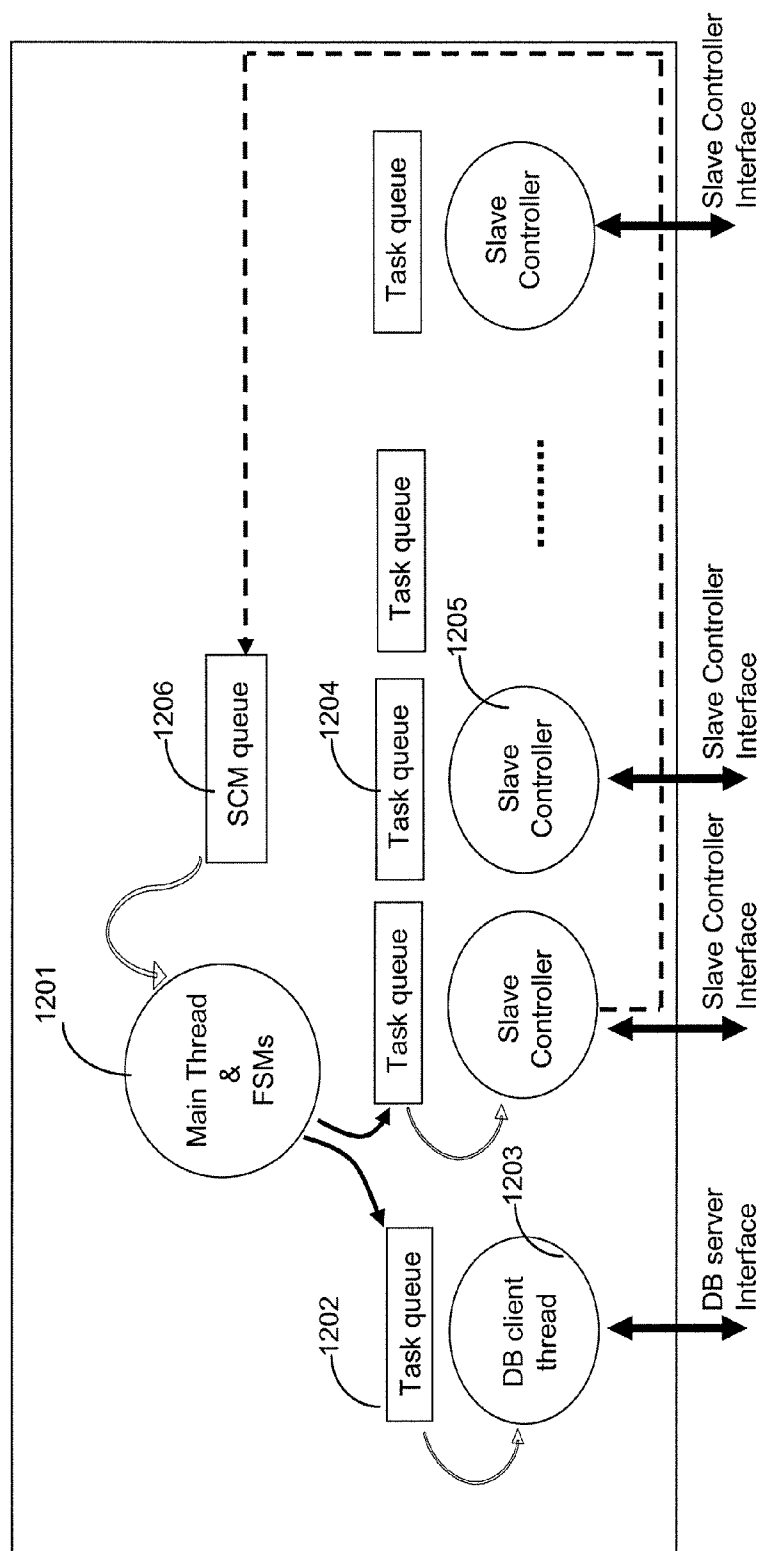 1201
Main Thread
&
FSMs
1206
SCM queue
1202
Task queue
Task queue
1204
Task queue
Task queue
Task queue
1203
DB client
thread
Slave
Controller
1205
Slave
Controller
.........
Slave
Controller
DB server
Interface
Slave Controller
Interface
Slave Controller
Interface
Slave Controller
Interface